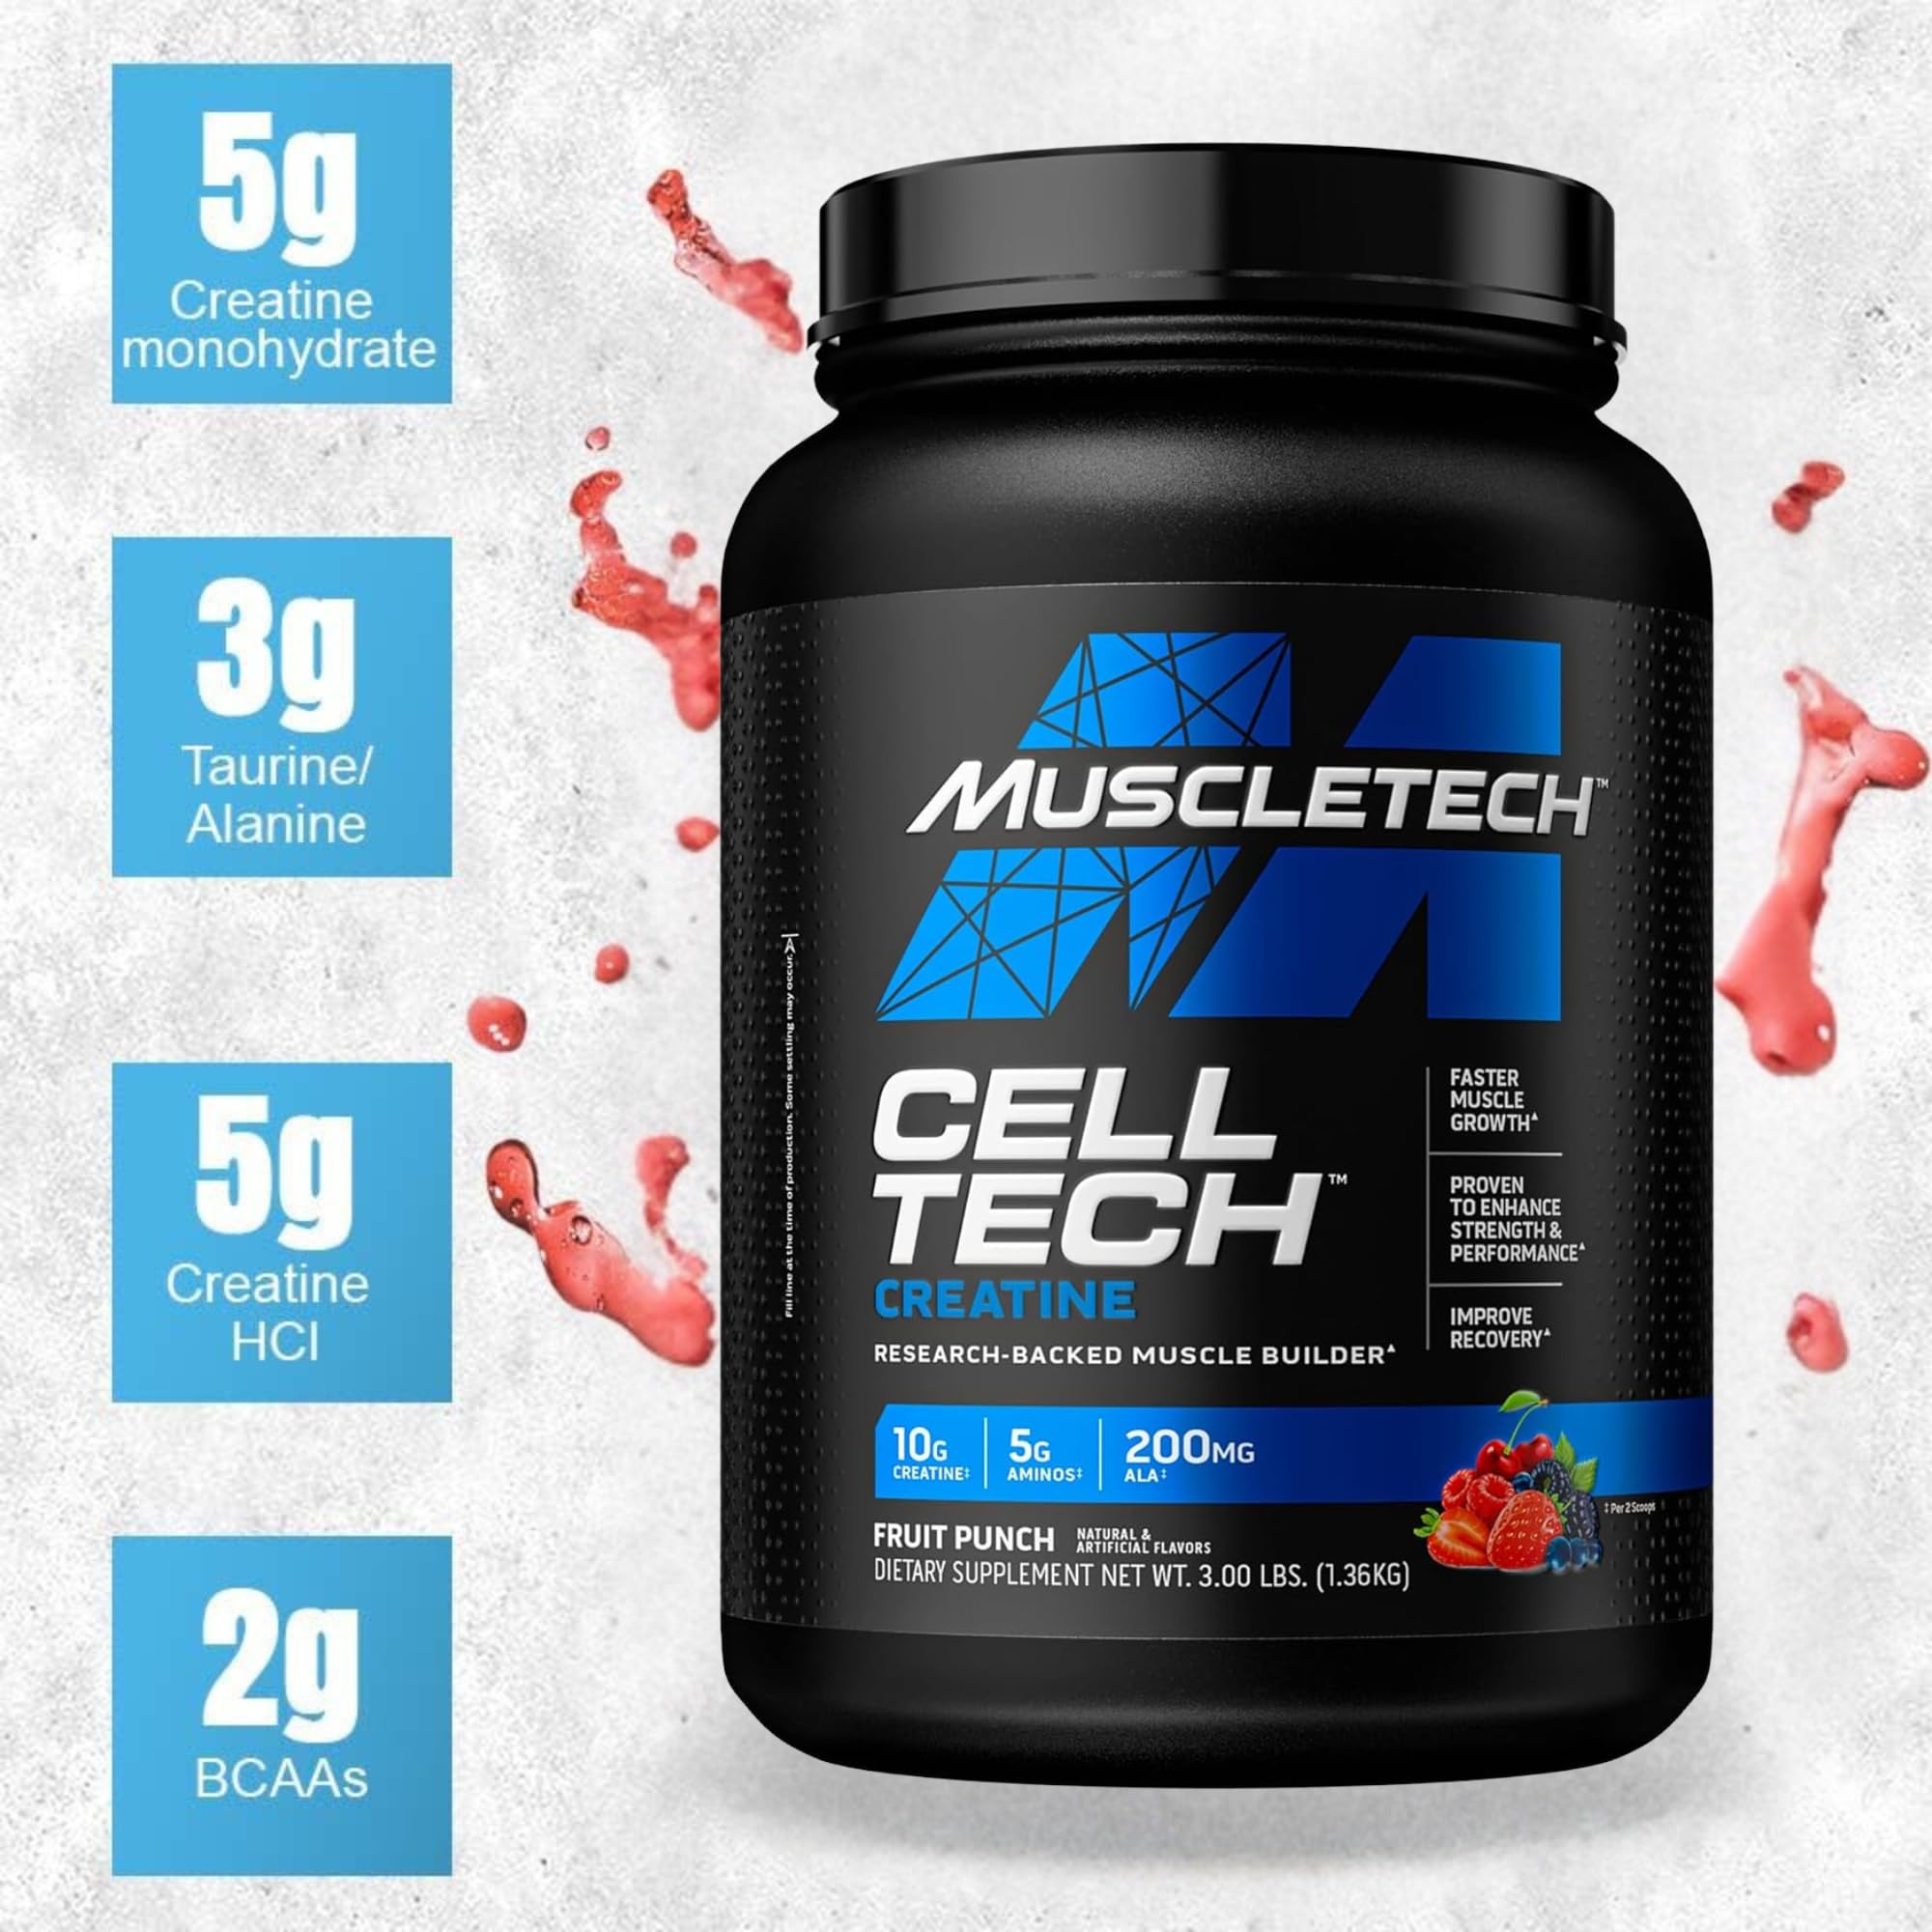 5g
Creatine
monohydrate
3g
Taurine/
Alanine
5g
Creatine
HCl
2g
BCAAs
MUSCLETECH™
CELL
TECH™
CREATINE
RESEARCH-BACKED MUSCLE BUILDER▲
FASTER
MUSCLE
GROWTH▲
PROVEN
TO ENHANCE
STRENGTH &
PERFORMANCE▲
IMPROVE
RECOVERY▲
10G
CREATINE‡
5G
AMINOS‡
200MG
ALA‡
‡ Per 2 Scoops
FRUIT PUNCH
NATURAL &
ARTIFICIAL FLAVORS
DIETARY SUPPLEMENT NET WT. 3.00 LBS. (1.36KG)
Fill line at the time of production. Some settling may occur.